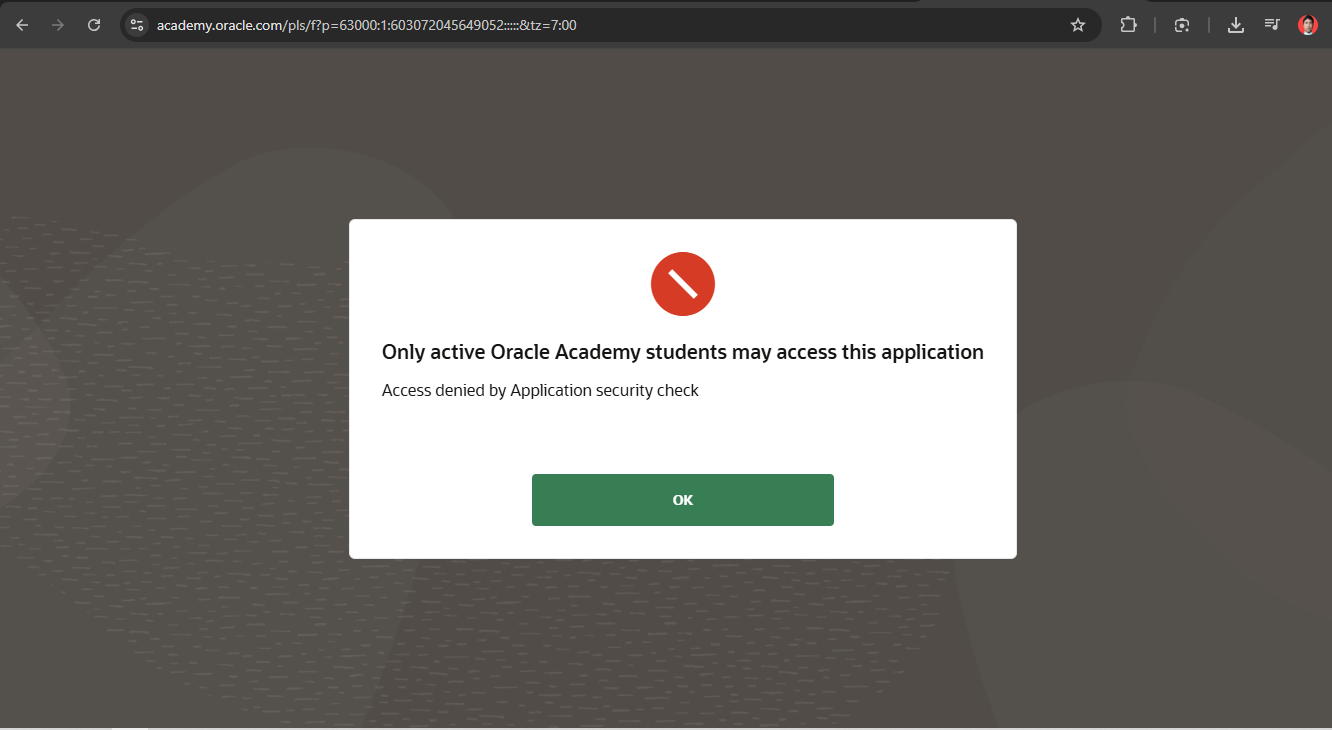 academy.oracle.com/pls/f?p=63000:1:603072045649052:::::&tz=7:00
Only active Oracle Academy students may access this application
Access denied by Application security check
OK